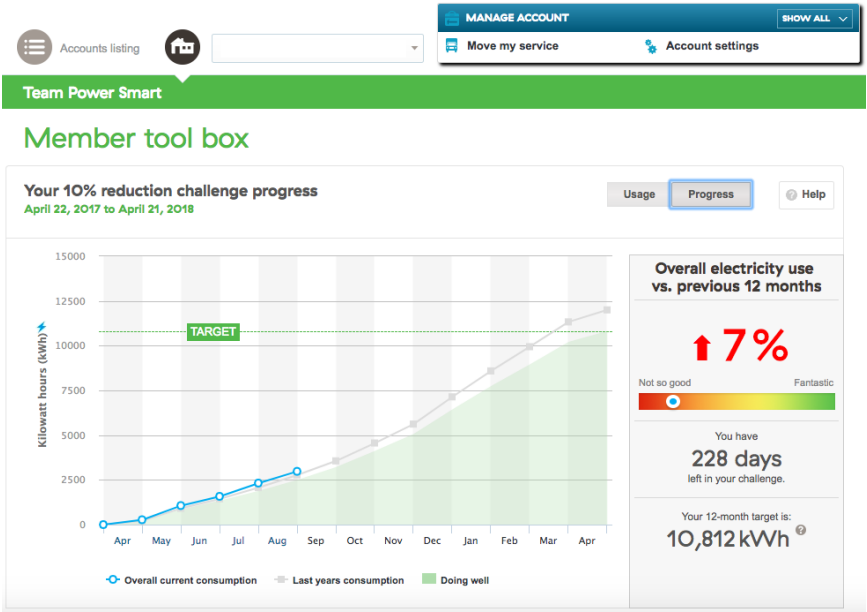 MANAGE ACCOUNT
SHOW ALL
Accounts listing
Move my service
Account settings
Team Power Smart
Member tool box
Your 10% reduction challenge progress
April 22, 2017 to April 21, 2018
Usage
Progress
? Help
Kilowatt hours (kWh)
15000
12500
TARGET
10000
7500
5000
2500
0
Apr May Jun Jul Aug Sep Oct Nov Dec Jan Feb Mar Apr
Overall current consumption
Last years consumption
Doing well
Overall electricity use
vs. previous 12 months
7%
Not so good
Fantastic
You have
228 days
left in your challenge.
Your 12-month target is:
10,812 kWh ?